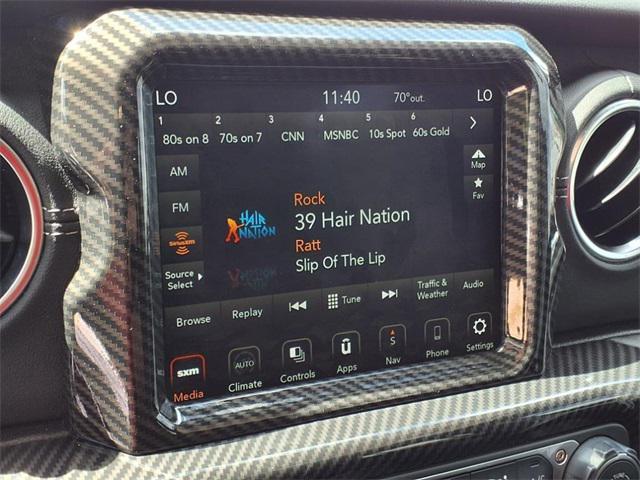 LO 11:40 70°out. LO
1 2 3 4 5 6
80s on 8 70s on 7 CNN MSNBC 10s Spot 60s Gold
AM
Map
FM
Fav
Rock
HAIR NATION
39 Hair Nation
SiriusXM
Ratt
Source Select
Slip Of The Lip
Browse Replay Tune Traffic & Weather Audio
sxm AUTO S
Media Climate Controls Apps Nav Phone Settings
A/C
TUNE